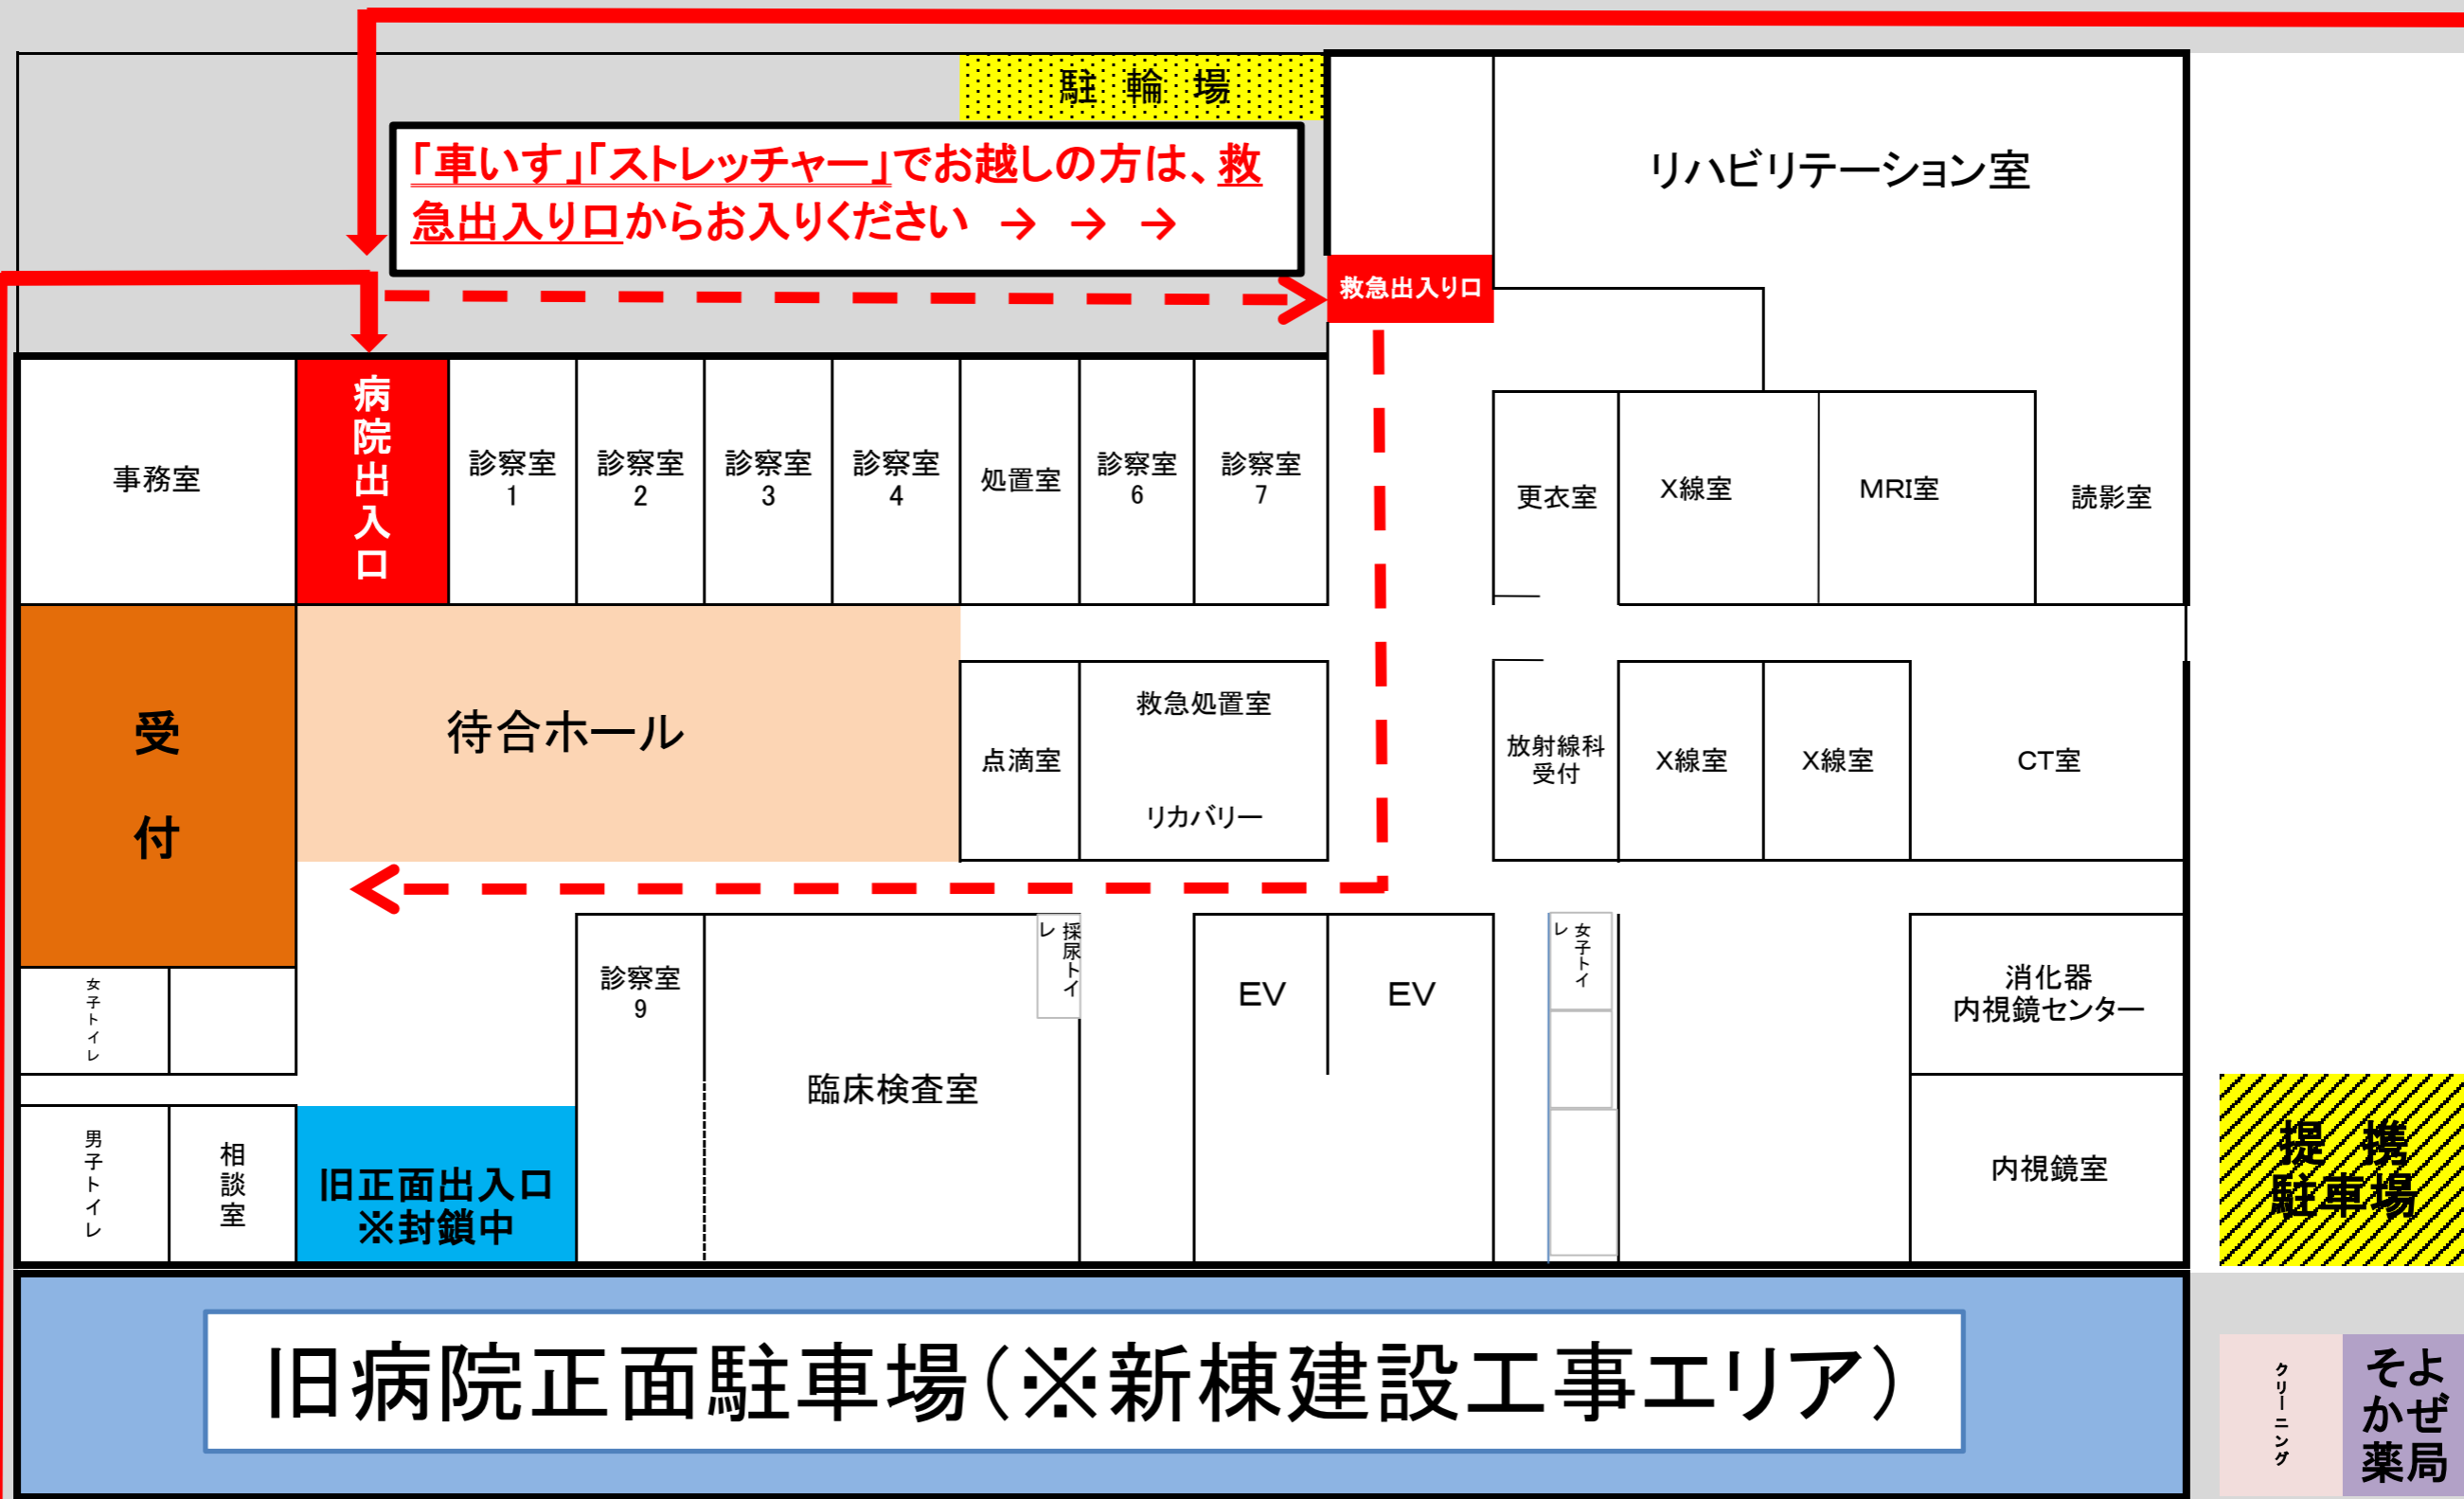 駐 輪 場
「車いす」「ストレッチャー」でお越しの方は、救
急出入り口からお入りください → → →
リハビリテーション室
救急出入り口
事務室
病院出入口
診察室
1
診察室
2
診察室
3
診察室
4
処置室
診察室
6
診察室
7
更衣室
X線室
MRI室
読影室
受付
待合ホール
点滴室
救急処置室
リカバリー
放射線科
受付
X線室
X線室
CT室
女子トイレ
診察室
9
採尿トイレ
臨床検査室
EV
EV
女子トイレ
消化器
内視鏡センター
男子トイレ
相談室
旧正面出入口
※封鎖中
内視鏡室
提 携
駐車場
旧病院正面駐車場(※新棟建設工事エリア)
クリーニング
そよ
かぜ
薬局